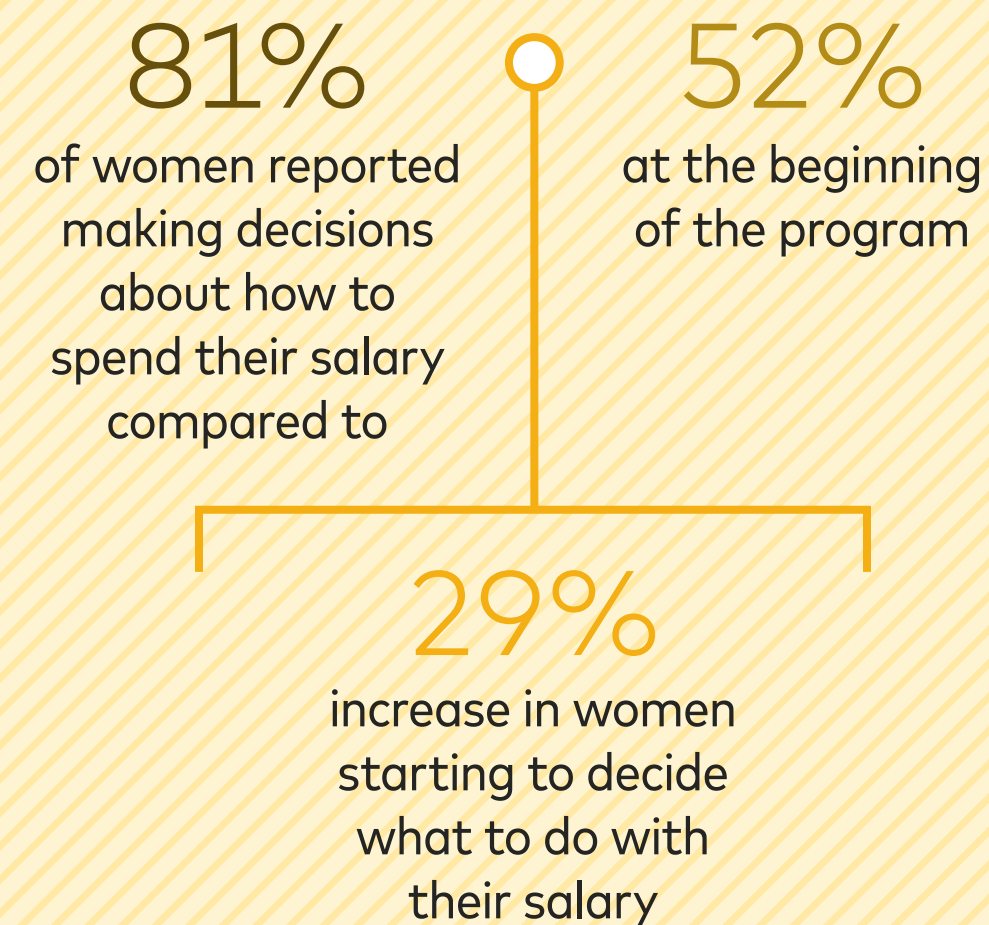 81%
of women reported
making decisions
about how to
spend their salary
compared to
52%
at the beginning
of the program
29%
increase in women
starting to decide
what to do with
their salary